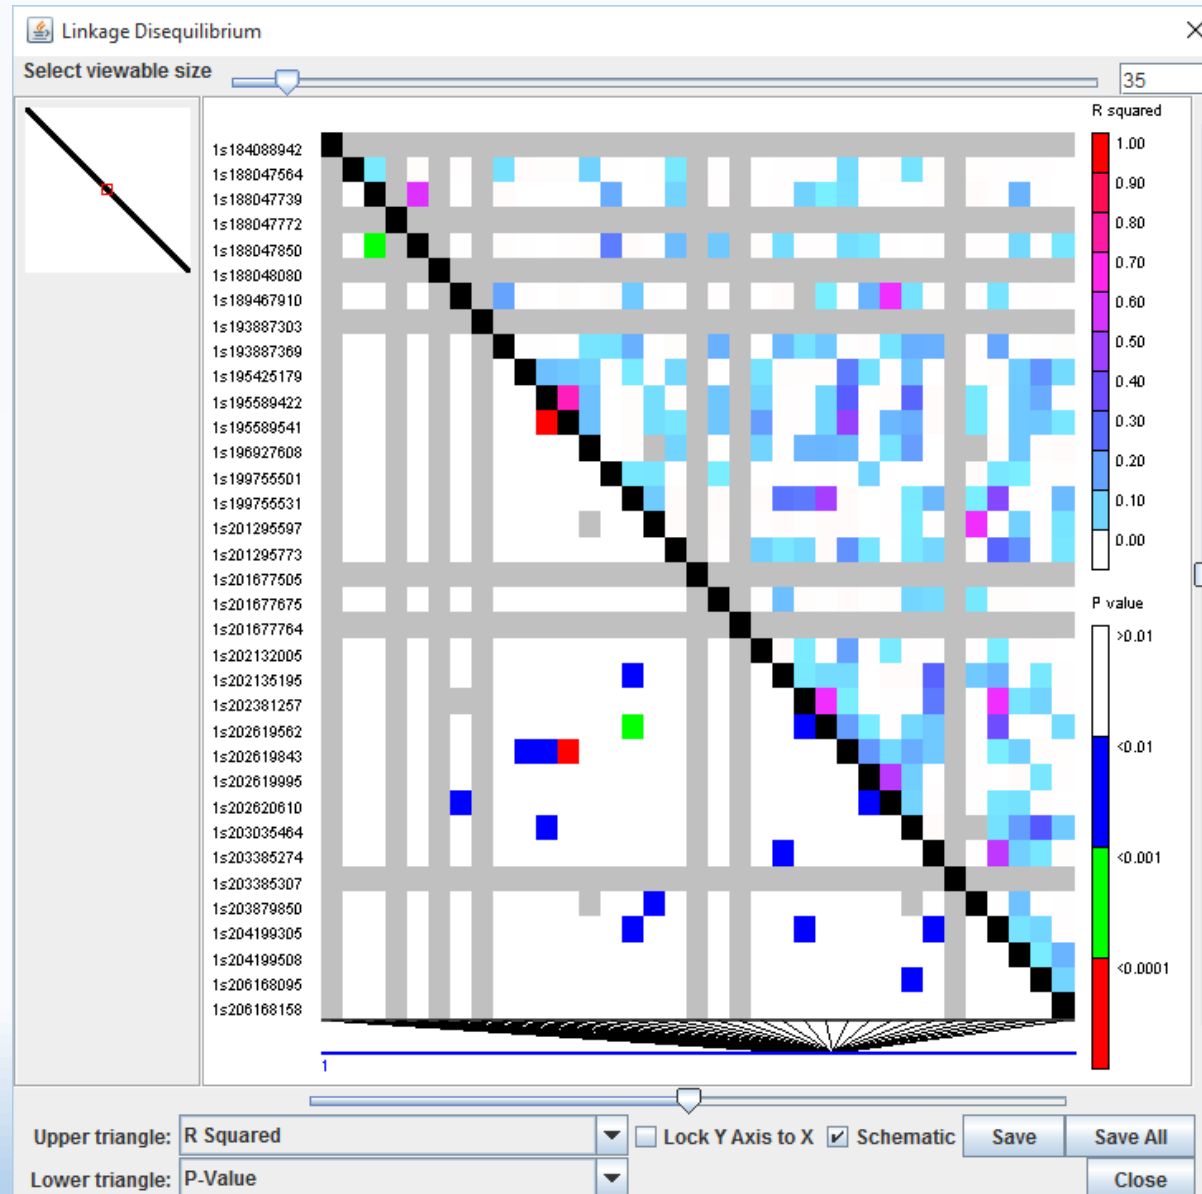 Linkage Disequilibrium
Select viewable size
35
R squared
1s184088942
1s188047564
1s188047739
1s188047772
1s188047850
1s188048080
1s189467910
1s193887303
1s193887369
1s195425179
1s195589422
1s195589541
1s196927608
1s199755501
1s199755531
1s201295597
1s201295773
1s201677505
1s201677675
1s201677764
1s202132005
1s202135195
1s202381257
1s202619562
1s202619843
1s202619995
1s202620610
1s203035464
1s203385274
1s203385307
1s203879850
1s204199305
1s204199508
1s206168095
1s206168158
1.00
0.90
0.80
0.70
0.60
0.50
0.40
0.30
0.20
0.10
0.00
P value
>0.01
<0.01
<0.001
<0.0001
1
Upper triangle: R Squared Lock Y Axis to X Schematic Save Save All
Lower triangle: P-Value Close